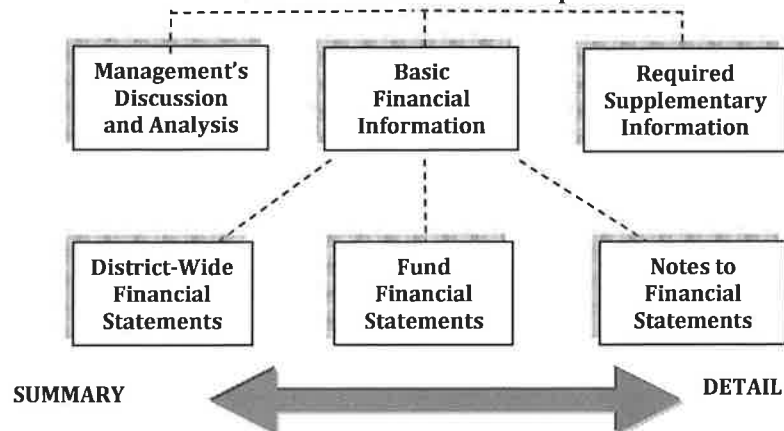 Management's
Discussion
and Analysis
Basic
Financial
Information
Required
Supplementary
Information
District-Wide
Financial
Statements
Fund
Financial
Statements
Notes to
Financial
Statements
SUMMARY
DETAIL